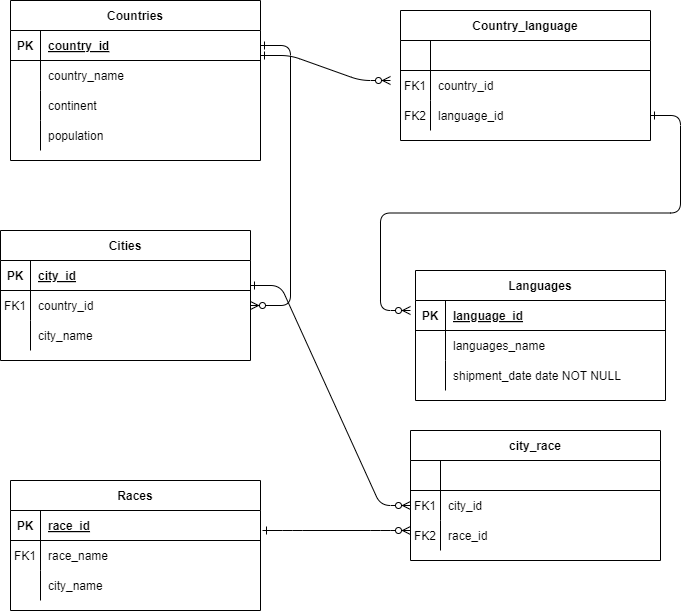 Countries
PK country_id
country_name
continent
population
Country_language
FK1 country_id
FK2 language_id
Cities
PK city_id
FK1 country_id
city_name
Languages
PK language_id
languages_name
shipment_date date NOT NULL
city_race
FK1 city_id
FK2 race_id
Races
PK race_id
FK1 race_name
city_name